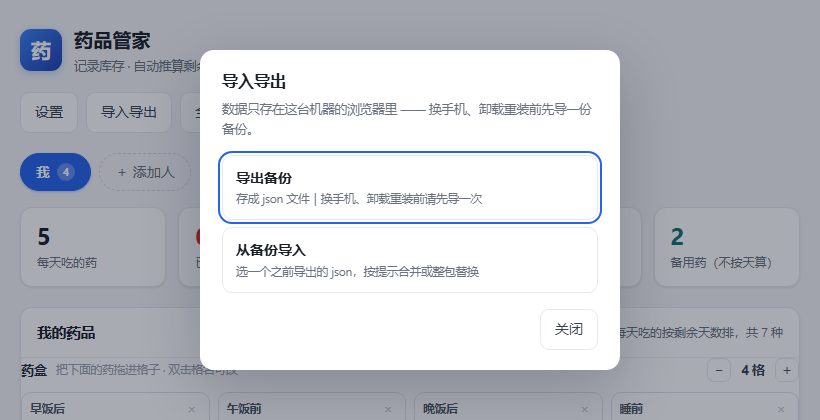 药
药品管家
记录库存 · 自动推算剩
设置
导入导出
导入导出
数据只存在这台机器的浏览器里 —— 换手机、卸载重装前先导一份
备份。
导出备份
存成 json 文件 | 换手机、卸载重装前请先导一次
从备份导入
选一个之前导出的 json，按提示合并或整包替换
关闭
我 4
+ 添加人
5
每天吃的药
2
备用药（不按天算）
我的药品
每天吃的按剩余天数排，共 7 种
药盒 把下面的药拖进格子 · 双击格名可改
− 4 格 +
早饭后 ×
午饭前 ×
晚饭后 ×
睡前 ×